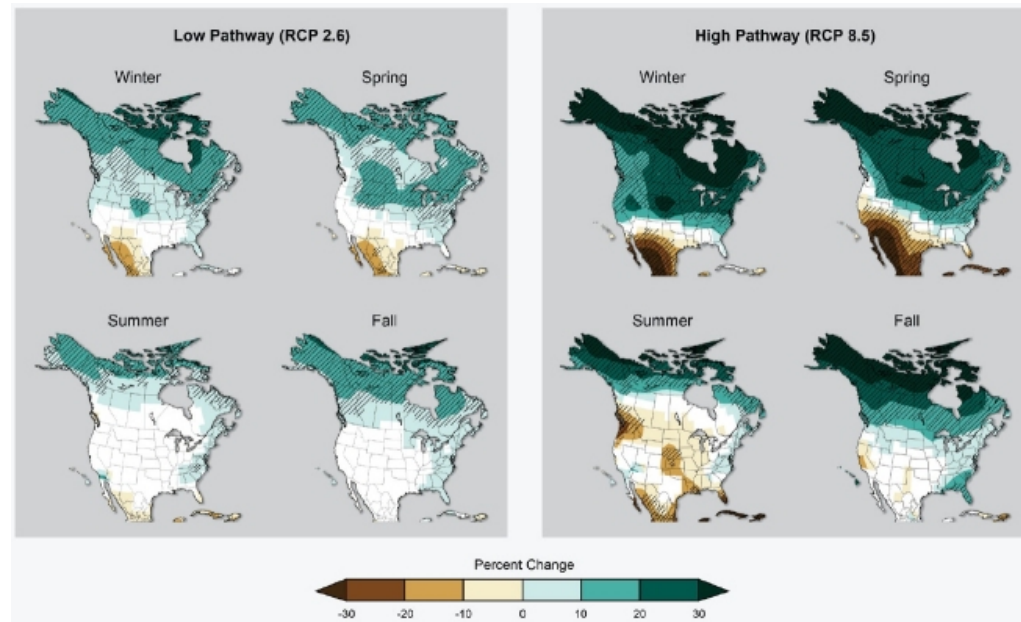 Low Pathway (RCP 2.6)
Winter
Spring
Summer
Fall
High Pathway (RCP 8.5)
Winter
Spring
Summer
Fall
Percent Change
-30 -20 -10 0 10 20 30